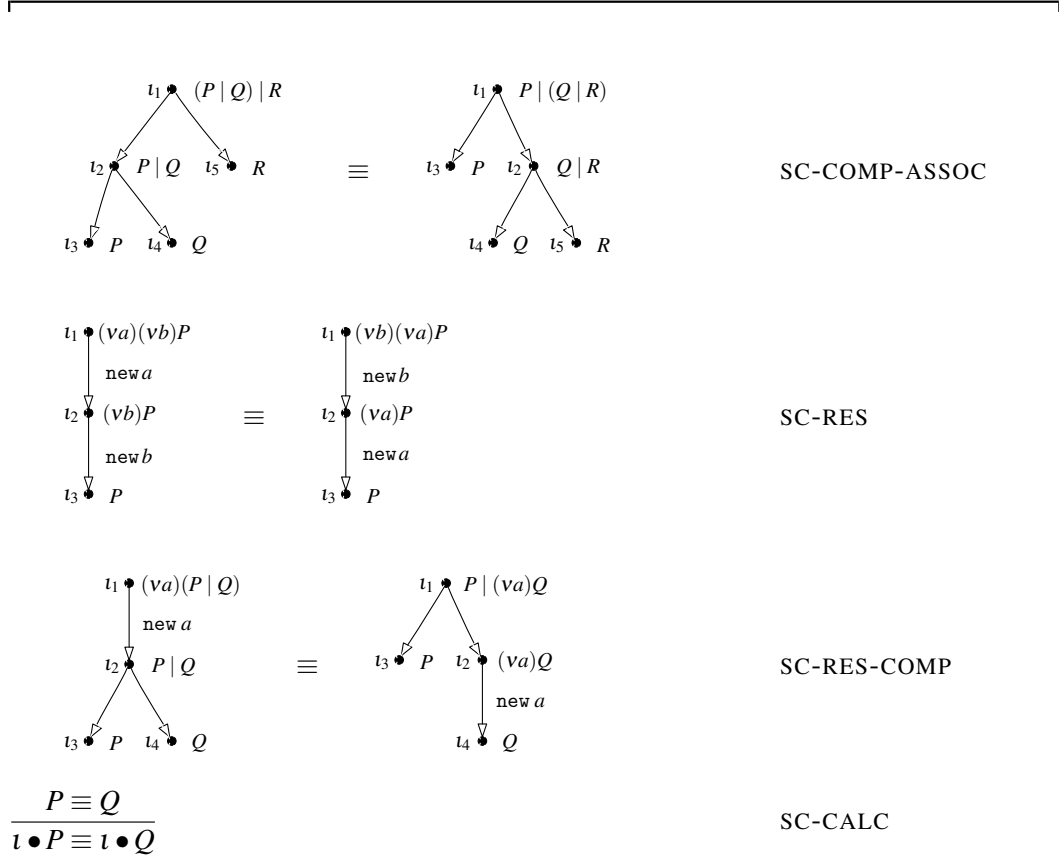 ι₁ (P | Q) | R ι₁ P | (Q | R)
ι₂ P | Q ι₅ R ≡ ι₃ P ι₂ Q | R SC-COMP-ASSOC
ι₃ P ι₄ Q ι₄ Q ι₅ R
ι₁ (νa)(νb)P ι₁ (νb)(νa)P
new a new b
ι₂ (νb)P ≡ ι₂ (νa)P SC-RES
new b new a
ι₃ P ι₃ P
ι₁ (νa)(P | Q) ι₁ P | (νa)Q
new a
ι₂ P | Q ≡ ι₃ P ι₂ (νa)Q SC-RES-COMP
new a
ι₃ P ι₄ Q ι₄ Q
P ≡ Q
ι • P ≡ ι • Q SC-CALC